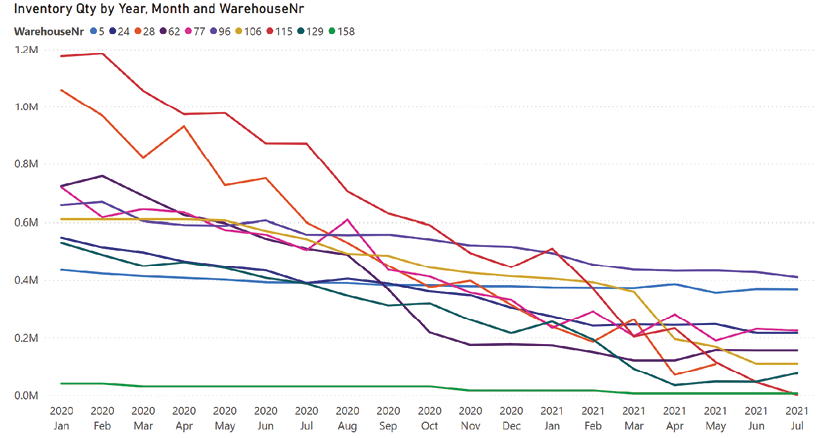 Inventory Qty by Year, Month and WarehouseNr
WarehouseNr 5 24 28 62 77 96 106 115 129 158
1.2M
1.0M
0.8M
0.6M
0.4M
0.2M
0.0M
2020 2020 2020 2020 2020 2020 2020 2020 2020 2020 2020 2020 2021 2021 2021 2021 2021 2021 2021
Jan Feb Mar Apr May Jun Jul Aug Sep Oct Nov Dec Jan Feb Mar Apr May Jun Jul